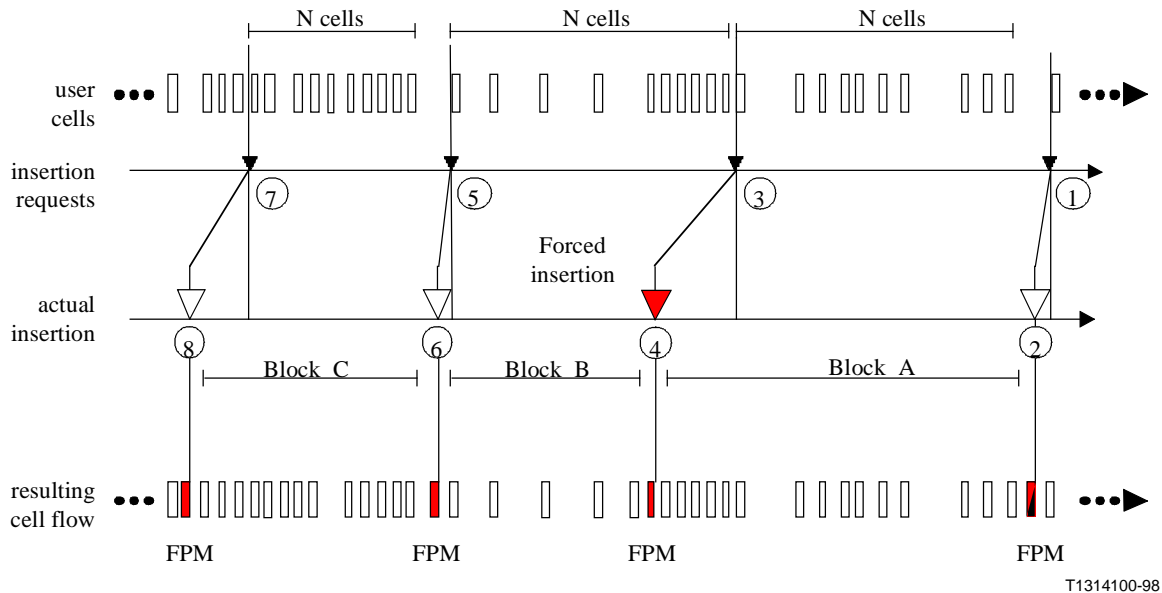 N cells N cells N cells
user
cells
insertion
requests
7 5 3 1
Forced
insertion
actual
insertion
8 6 4 2
Block C Block B Block A
resulting
cell flow
FPM FPM FPM FPM
T1314100-98